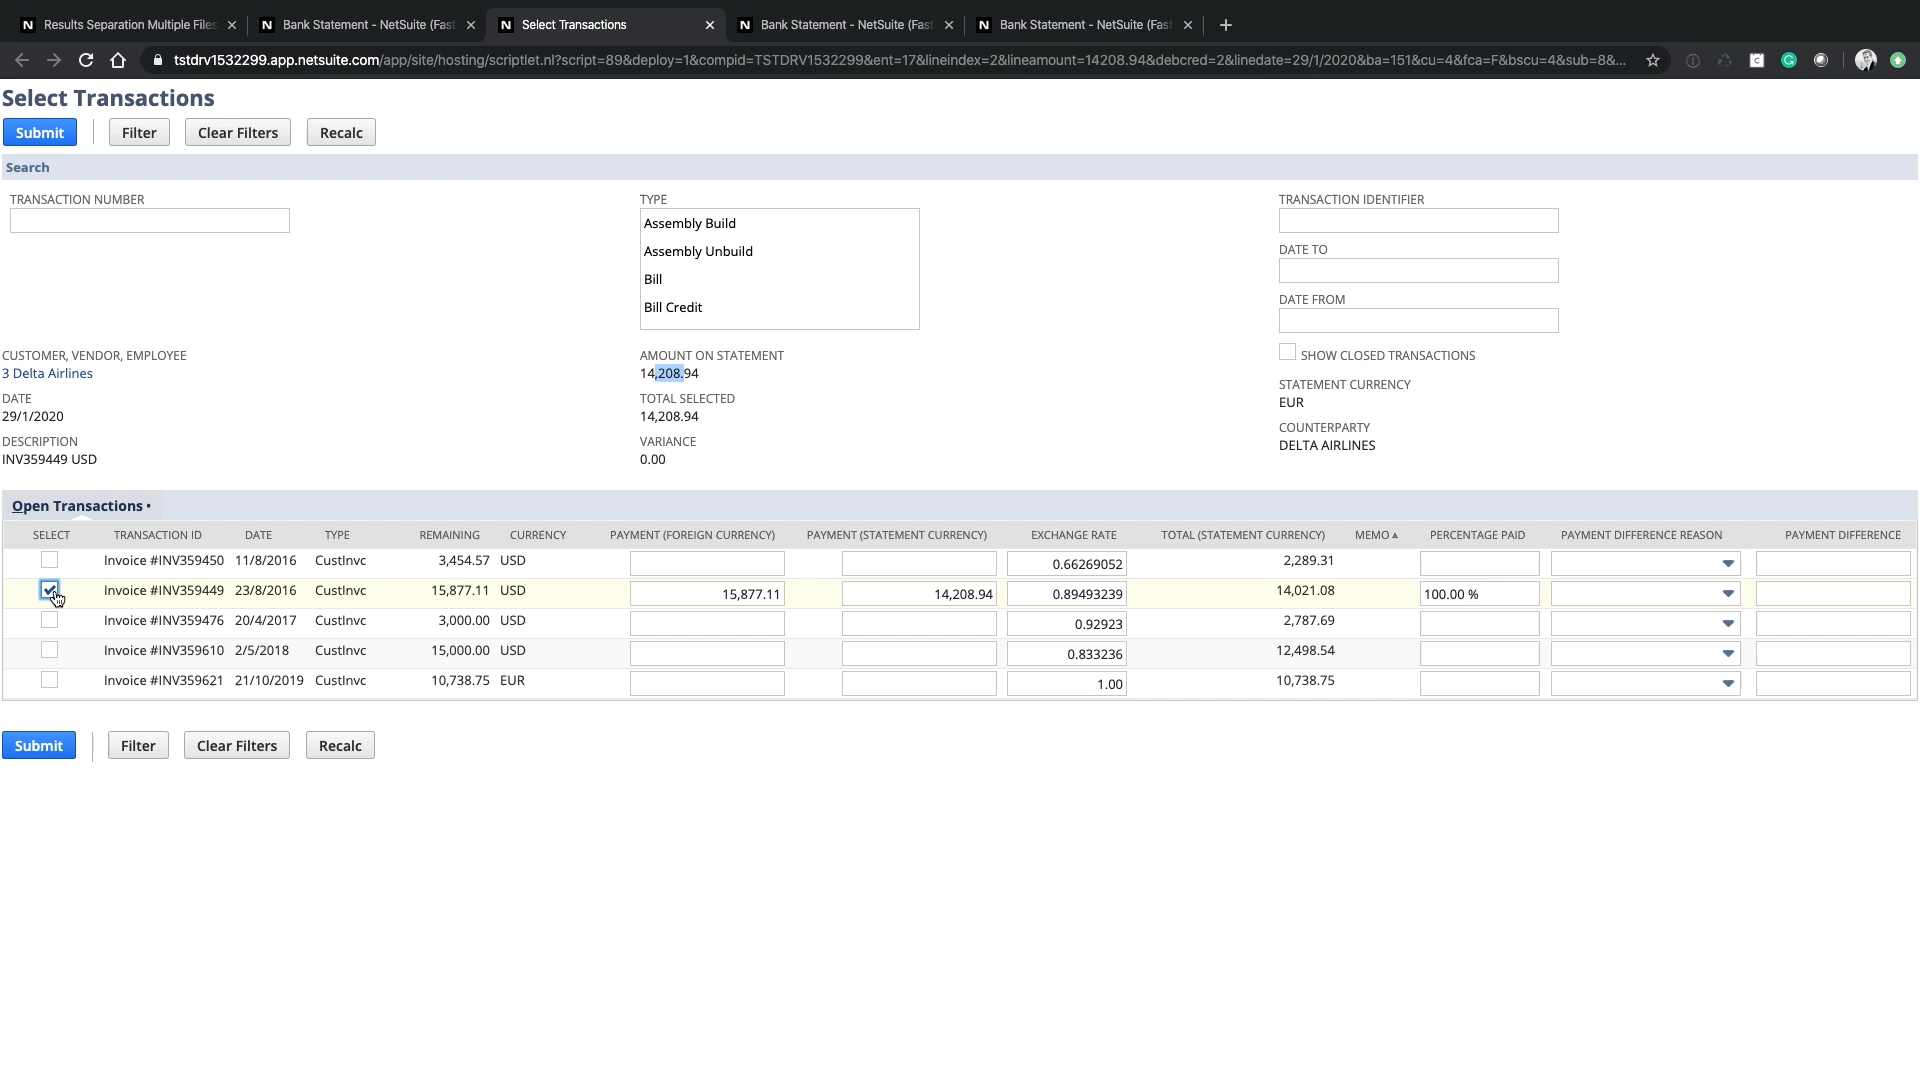 Results Separation Multiple Files
Bank Statement - NetSuite (Fast
Select Transactions
Bank Statement - NetSuite (Fast
Bank Statement - NetSuite (Fast
tstdrv1532299.app.netsuite.com/app/site/hosting/scriptlet.nl?script=89&deploy=1&compid=TSTDRV1532299&ent=17&lineindex=2&lineamount=14208.94&debcred=2&linedate=29/1/2020&ba=151&cu=4&fca=F&bscu=4&sub=8&...
Select Transactions
Submit Filter Clear Filters Recalc
Search
TRANSACTION NUMBER
TYPE
Assembly Build
Assembly Unbuild
Bill
Bill Credit
TRANSACTION IDENTIFIER
DATE TO
DATE FROM
CUSTOMER, VENDOR, EMPLOYEE
3 Delta Airlines
DATE
29/1/2020
DESCRIPTION
INV359449 USD
AMOUNT ON STATEMENT
14,208.94
TOTAL SELECTED
14,208.94
VARIANCE
0.00
SHOW CLOSED TRANSACTIONS
STATEMENT CURRENCY
EUR
COUNTERPARTY
DELTA AIRLINES
Open Transactions •
SELECT TRANSACTION ID DATE TYPE REMAINING CURRENCY PAYMENT (FOREIGN CURRENCY) PAYMENT (STATEMENT CURRENCY) EXCHANGE RATE TOTAL (STATEMENT CURRENCY) MEMO ▲ PERCENTAGE PAID PAYMENT DIFFERENCE REASON PAYMENT DIFFERENCE
Invoice #INV359450 11/8/2016 CustInvc 3,454.57 USD 0.66269052 2,289.31
Invoice #INV359449 23/8/2016 CustInvc 15,877.11 USD 15,877.11 14,208.94 0.89493239 14,021.08 100.00 %
Invoice #INV359476 20/4/2017 CustInvc 3,000.00 USD 0.92923 2,787.69
Invoice #INV359610 2/5/2018 CustInvc 15,000.00 USD 0.833236 12,498.54
Invoice #INV359621 21/10/2019 CustInvc 10,738.75 EUR 1.00 10,738.75
Submit Filter Clear Filters Recalc